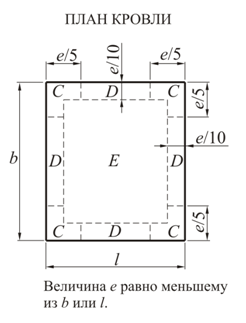 ПЛАН КРОВЛИ
e/5 e/10 e/5
C D C
e/5
e/10
b D E D
e/5
C D C
l
Величина e равно меньшему
из b или l.